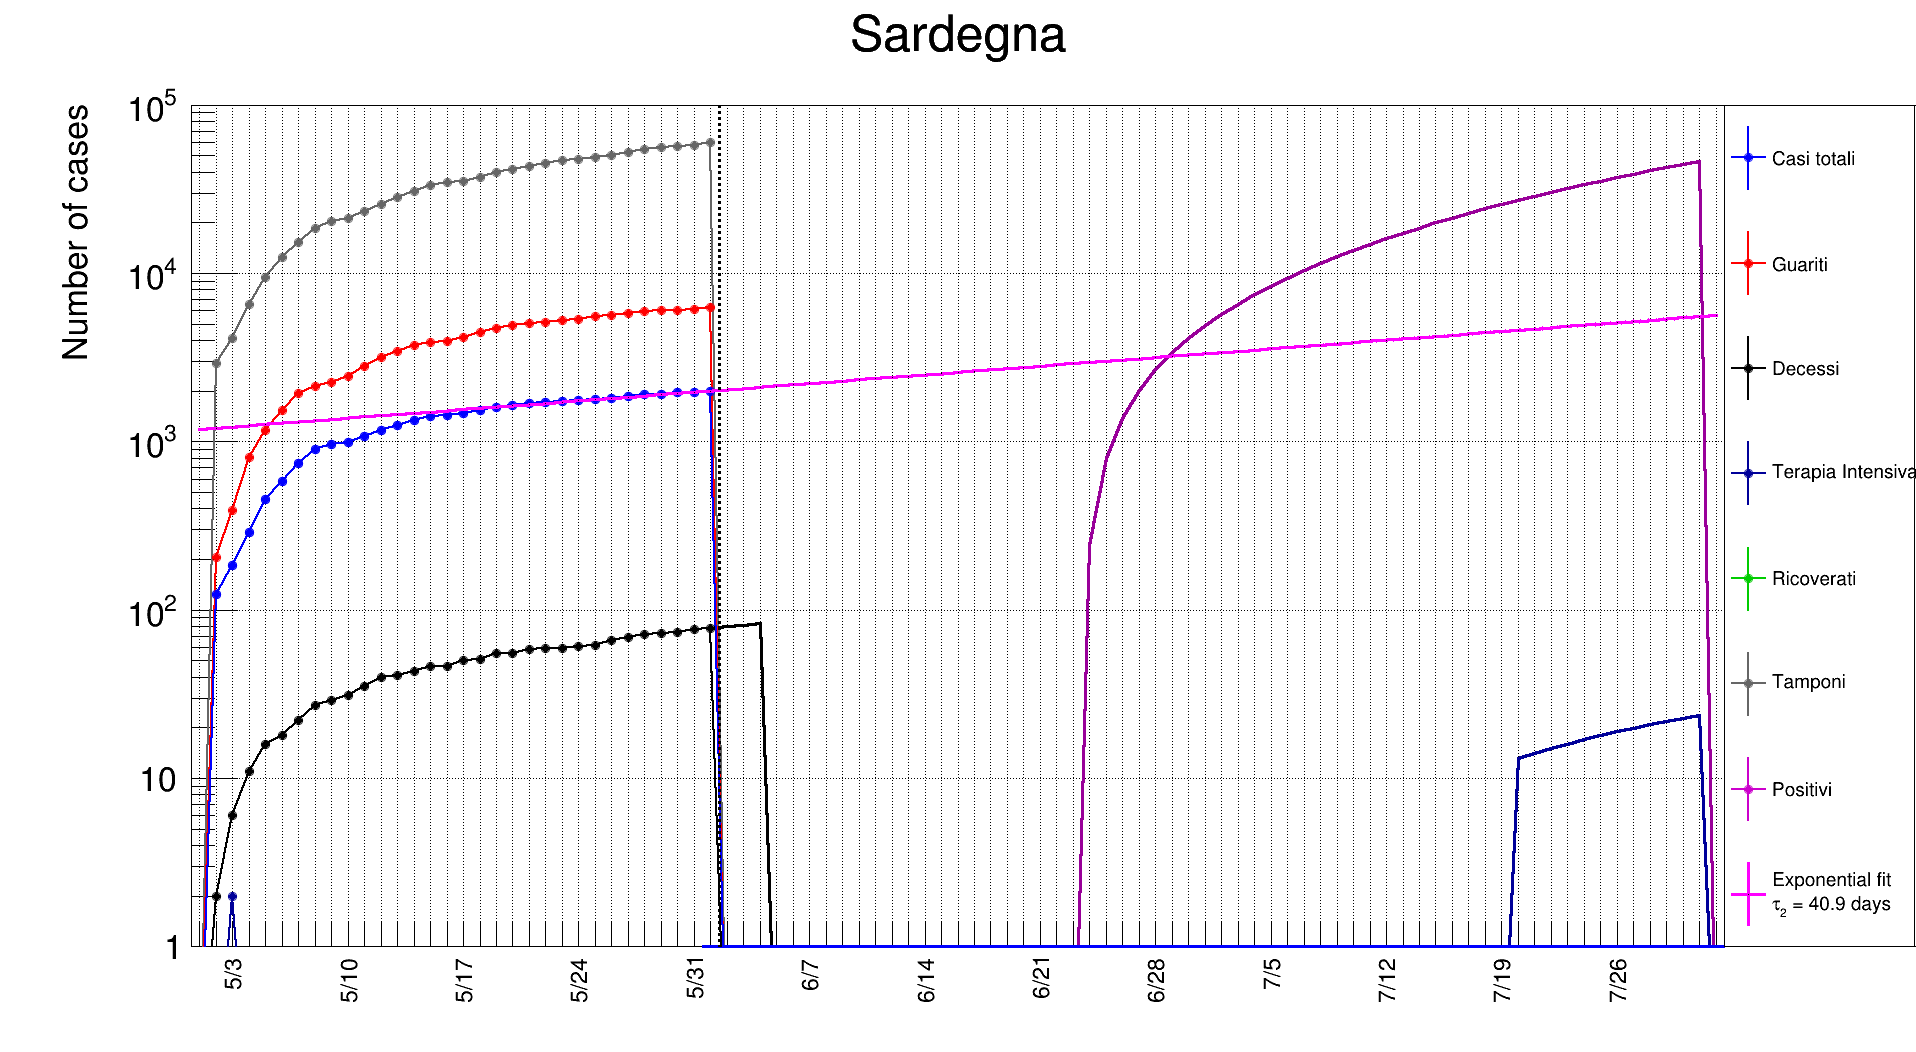 Sardegna
Number of cases
10^5
10^4
10^3
10^2
10
1
5/3
5/10
5/17
5/24
5/31
6/7
6/14
6/21
6/28
7/5
7/12
7/19
7/26
Casi totali
Guariti
Decessi
Terapia Intensiva
Ricoverati
Tamponi
Positivi
Exponential fit
τ₂ = 40.9 days